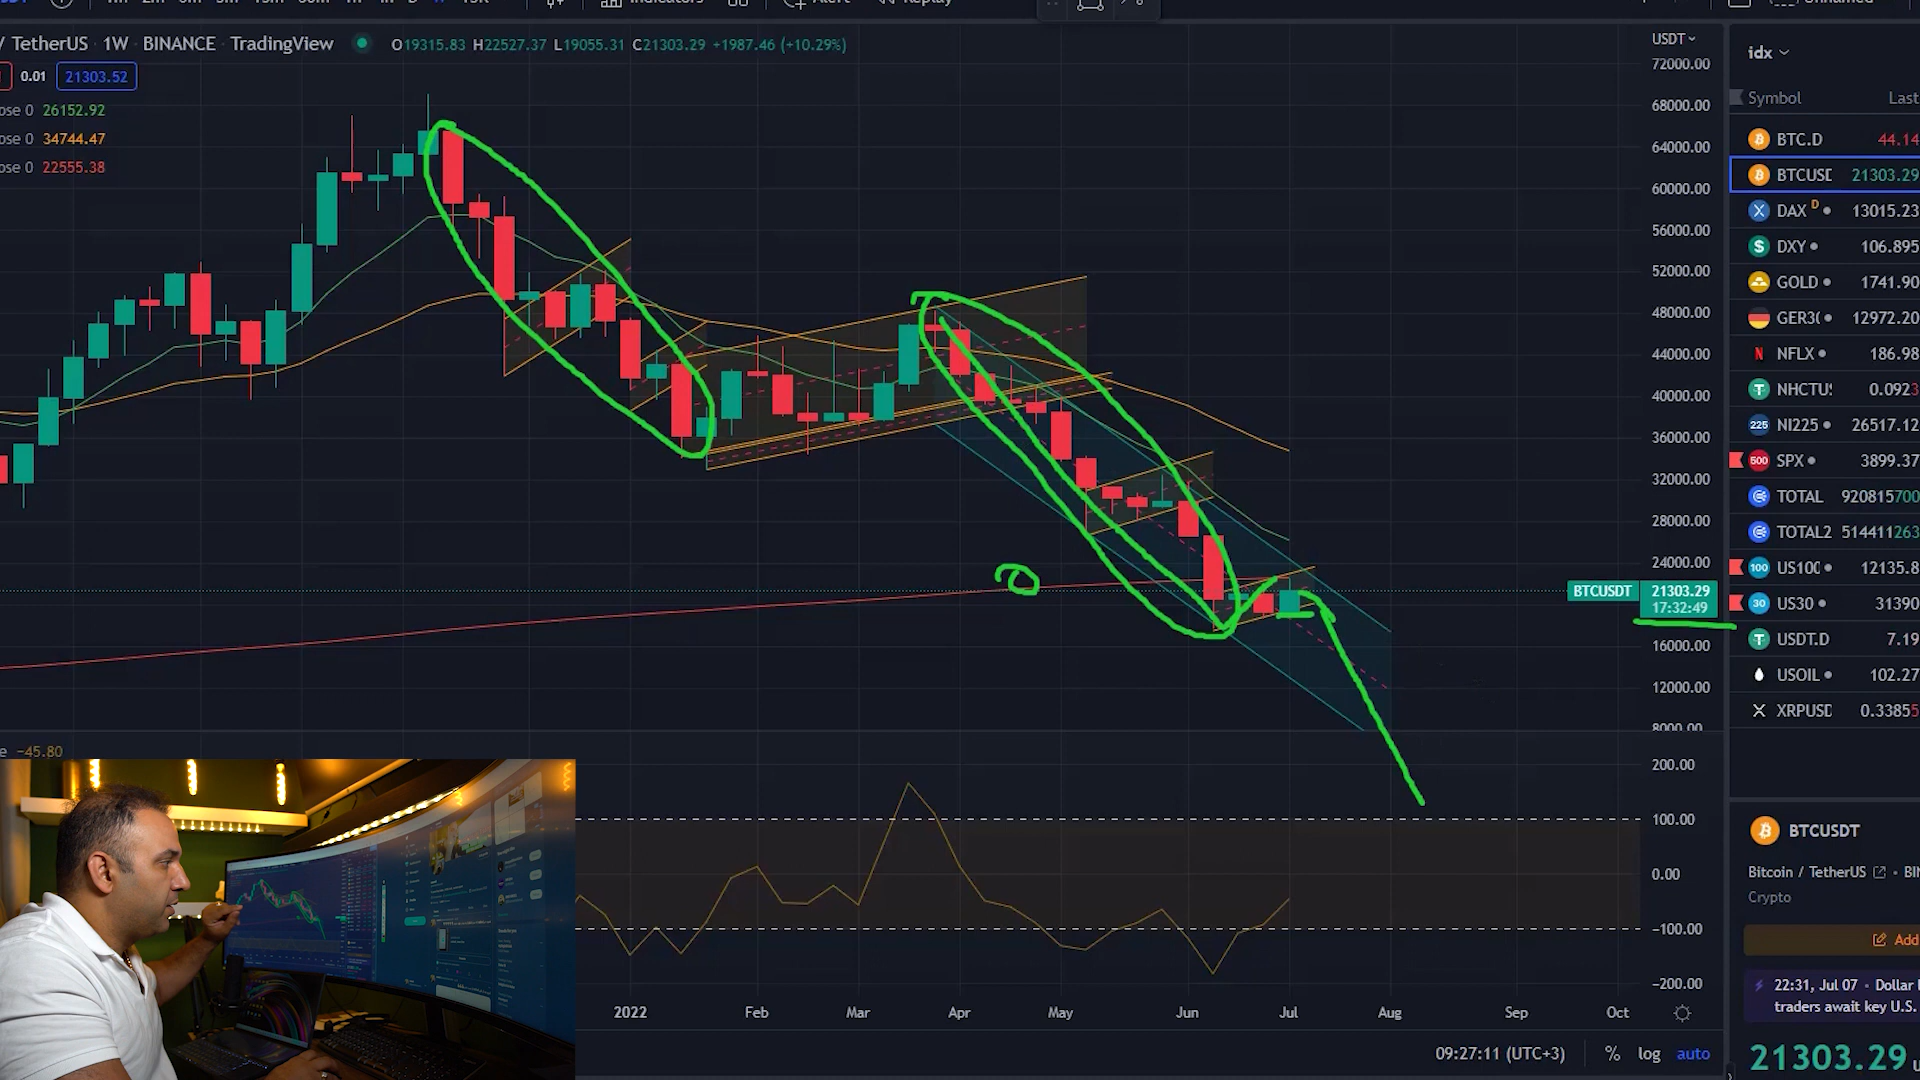 Indicators
Alert
Replay
Unnamed
/ TetherUS · 1W · BINANCE · TradingView O19315.83 H22527.37 L19055.31 C21303.29 +1987.46 (+10.29%)
0.01 21303.52
ose 0 26152.92
ose 0 34744.47
ose 0 22555.38
USDT
72000.00
68000.00
64000.00
60000.00
56000.00
52000.00
48000.00
44000.00
40000.00
36000.00
32000.00
28000.00
24000.00
BTCUSDT 21303.29
17:32:49
16000.00
12000.00
8000.00
e −45.80
200.00
100.00
0.00
−100.00
−200.00
2022 Feb Mar Apr May Jun Jul Aug Sep Oct
09:27:11 (UTC+3) % log auto
idx
Symbol Last
BTC.D 44.14
BTCUSD 21303.29
DAX D 13015.23
DXY 106.895
GOLD 1741.90
GER30 12972.20
NFLX 186.98
NHCTU 0.0923
225 NI225 26517.12
500 SPX 3899.37
TOTAL 920815700
TOTAL2 514411263
100 US100 12135.8
30 US30 31390
USDT.D 7.19
USOIL 102.27
XRPUSD 0.33855
BTCUSDT
Bitcoin / TetherUS · BI
Crypto
Add
22:31, Jul 07 · Dollar
traders await key U.S.
21303.29